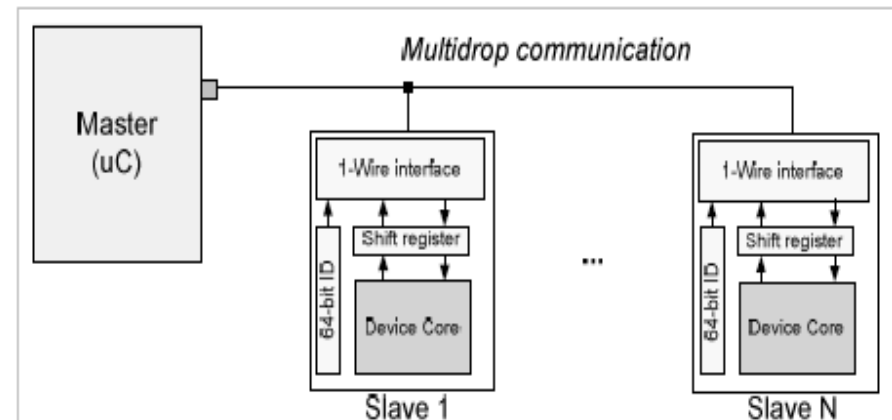 Multidrop communication
Master
(uC)
1-Wire interface
Shift register
64-bit ID
Device Core
Slave 1
...
1-Wire interface
Shift register
64-bit ID
Device Core
Slave N